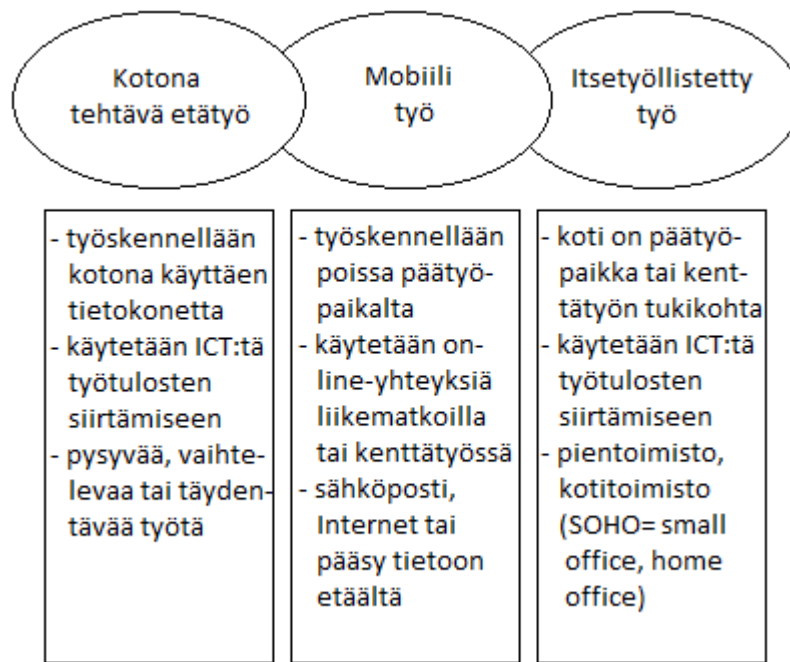 Kotona
tehtävä etätyö
Mobiili
työ
Itsetyöllistetty
työ
- työskennellään
kotona käyttäen
tietokonetta
- käytetään ICT:tä
työtulosten
siirtämiseen
- pysyvää, vaihte-
levaa tai täyden-
tävää työtä
- työskennellään
poissa päätyö-
paikalta
- käytetään on-
line-yhteyksiä
liikematkoilla
tai kenttätyössä
- sähköposti,
Internet tai
pääsy tietoon
etäältä
- koti on päätyö-
paikka tai kent-
tätyön tukikohta
- käytetään ICT:tä
työtulosten
siirtämiseen
- pientoimisto,
kotitoimisto
(SOHO= small
office, home
office)